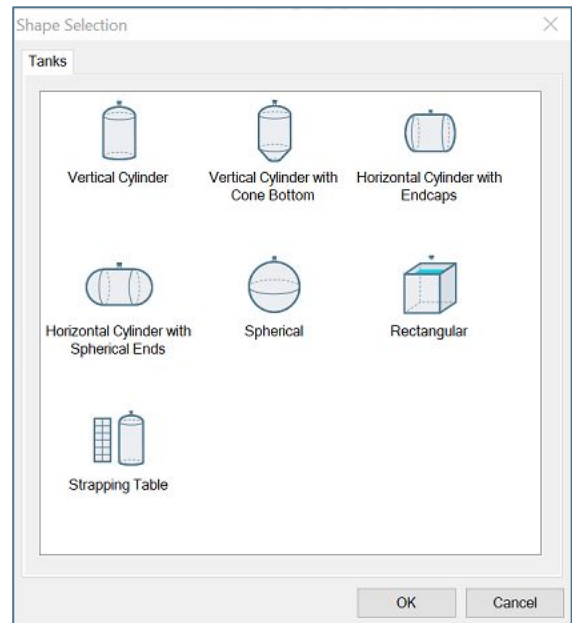 Shape Selection
Tanks
Vertical Cylinder
Vertical Cylinder with
Cone Bottom
Horizontal Cylinder with
Endcaps
Horizontal Cylinder with
Spherical Ends
Spherical
Rectangular
Strapping Table
OK
Cancel